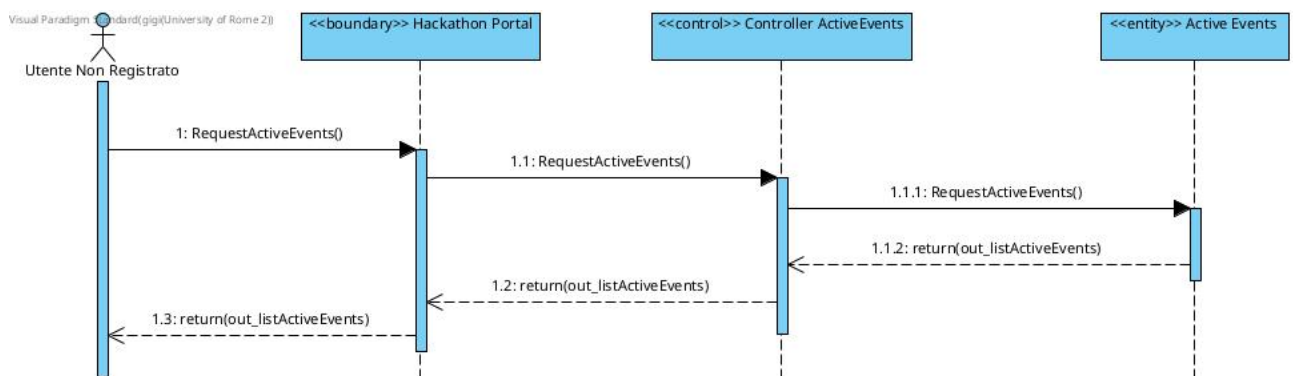 Visual Paradigm Standard(gigi(University of Rome 2))
<<boundary>> Hackathon Portal
<<control>> Controller ActiveEvents
<<entity>> Active Events
Utente Non Registrato
1: RequestActiveEvents()
1.1: RequestActiveEvents()
1.1.1: RequestActiveEvents()
1.1.2: return(out_listActiveEvents)
1.2: return(out_listActiveEvents)
1.3: return(out_listActiveEvents)